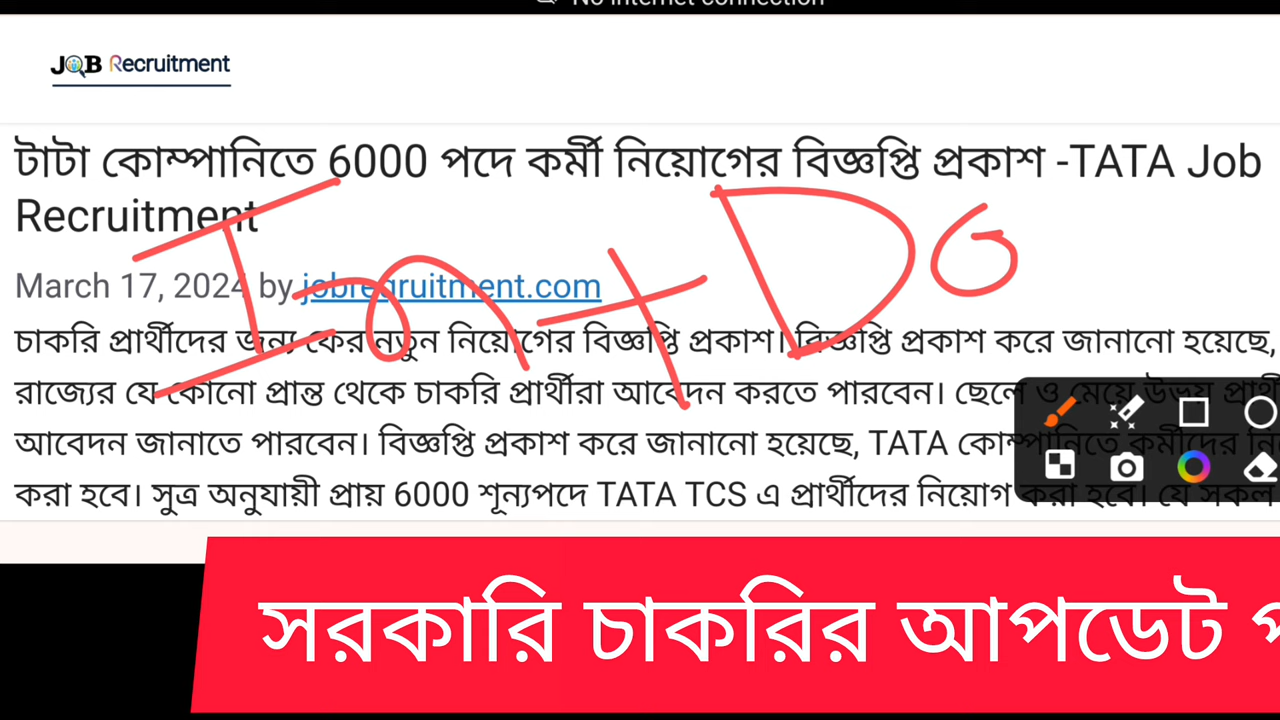 No internet connection
JOB Recruitment
টাটা কোম্পানিতে 6000 পদে কর্মী নিয়োগের বিজ্ঞপ্তি প্রকাশ -TATA Job
Recruitment
March 17, 2024 by jobrecruitment.com
চাকরি প্রার্থীদের জন্য ফের নতুন নিয়োগের বিজ্ঞপ্তি প্রকাশ। বিজ্ঞপ্তি প্রকাশ করে জানানো হয়েছে,
রাজ্যের যে কোনো প্রান্ত থেকে চাকরি প্রার্থীরা আবেদন করতে পারবেন। ছেলে ও মেয়ে উভয়
আবেদন জানাতে পারবেন। বিজ্ঞপ্তি প্রকাশ করে জানানো হয়েছে, TATA কোম্পানিতে কর্মীদের
করা হবে। সুত্র অনুযায়ী প্রায় 6000 শূন্যপদে TATA TCS এ প্রার্থীদের নিয়োগ করা হবে। যে সকল
In + Do
সরকারি চাকরির আপডেট